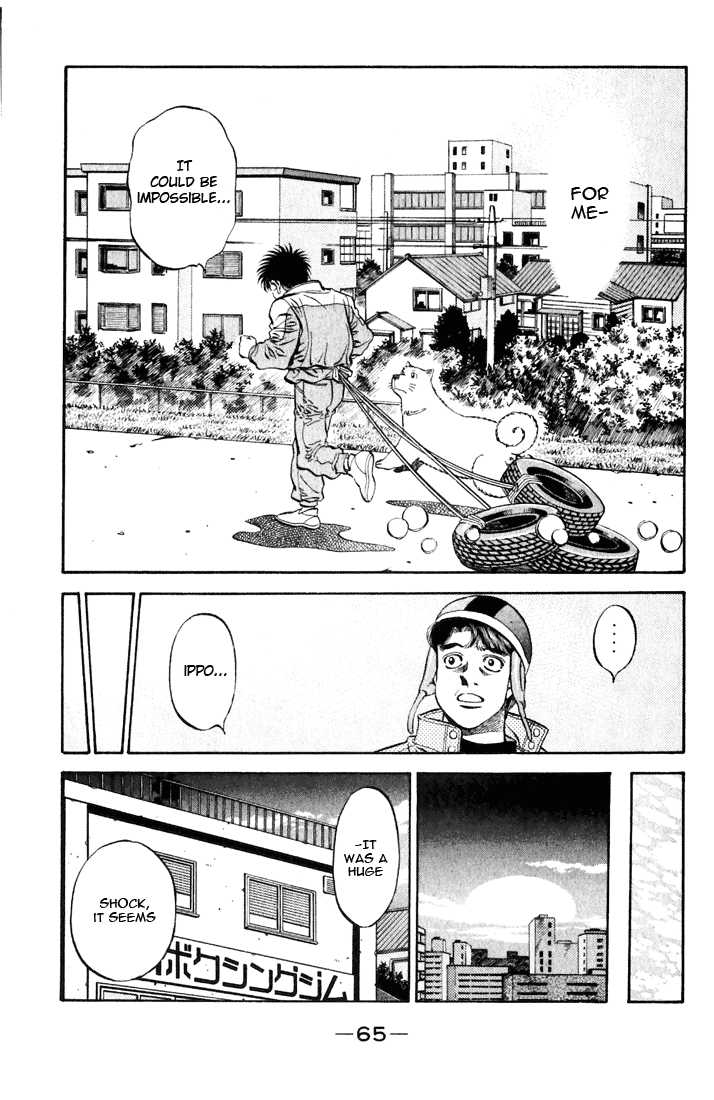 FOR
ME-
IT
COULD BE
IMPOSSIBLE...
....
IPPO...
-IT
WAS A
HUGE
SHOCK,
IT SEEMS
ボクシングジム
—65—